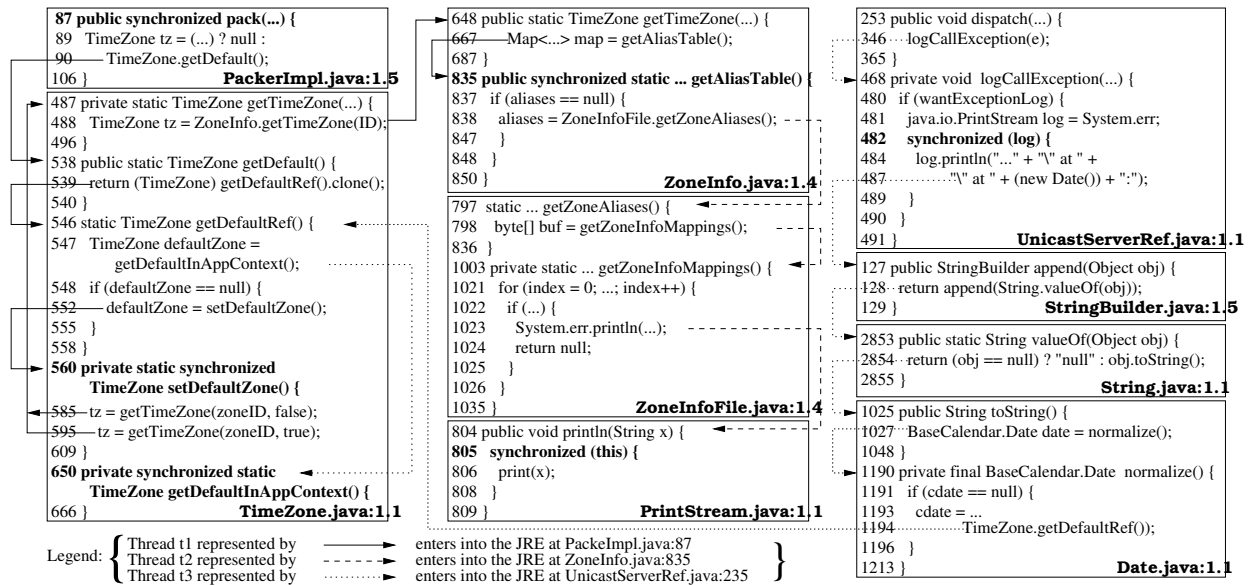 87 public synchronized pack(...) {
89 TimeZone tz = (...) ? null :
90 TimeZone.getDefault();
106 } PackerImpl.java:1.5
487 private static TimeZone getTimeZone(...) {
488 TimeZone tz = ZoneInfo.getTimeZone(ID);
496 }
538 public static TimeZone getDefault() {
539 return (TimeZone) getDefaultRef().clone();
540 }
546 static TimeZone getDefaultRef() {
547 TimeZone defaultZone =
getDefaultInAppContext();
548 if (defaultZone == null) {
552 defaultZone = setDefaultZone();
555 }
558 }
560 private static synchronized
TimeZone setDefaultZone() {
585 tz = getTimeZone(zoneID, false);
595 tz = getTimeZone(zoneID, true);
609 }
650 private synchronized static
TimeZone getDefaultInAppContext() {
666 } TimeZone.java:1.1
648 public static TimeZone getTimeZone(...) {
667 Map<...> map = getAliasTable();
687 }
835 public synchronized static ... getAliasTable() {
837 if (aliases == null) {
838 aliases = ZoneInfoFile.getZoneAliases();
847 }
848 }
850 } ZoneInfo.java:1.4
797 static ... getZoneAliases() {
798 byte[] buf = getZoneInfoMappings();
836 }
1003 private static ... getZoneInfoMappings() {
1021 for (index = 0; ...; index++) {
1022 if (...) {
1023 System.err.println(...);
1024 return null;
1025 }
1026 }
1035 } ZoneInfoFile.java:1.4
804 public void println(String x) {
805 synchronized (this) {
806 print(x);
808 }
809 } PrintStream.java:1.1
253 public void dispatch(...) {
346 logCallException(e);
365 }
468 private void logCallException(...) {
480 if (wantExceptionLog) {
481 java.io.PrintStream log = System.err;
482 synchronized (log) {
484 log.println("..." + "\" at " +
487 "\" at " + (new Date()) + ":");
489 }
490 }
491 } UnicastServerRef.java:1.1
127 public StringBuilder append(Object obj) {
128 return append(String.valueOf(obj));
129 } StringBuilder.java:1.5
2853 public static String valueOf(Object obj) {
2854 return (obj == null) ? "null" : obj.toString();
2855 } String.java:1.1
1025 public String toString() {
1027 BaseCalendar.Date date = normalize();
1048 }
1190 private final BaseCalendar.Date normalize() {
1191 if (cdate == null) {
1193 cdate = ...
1194 TimeZone.getDefaultRef());
1196 }
1213 } Date.java:1.1
Legend: { Thread t1 represented by enters into the JRE at PackeImpl.java:87 }
Thread t2 represented by enters into the JRE at ZoneInfo.java:835
Thread t3 represented by enters into the JRE at UnicastServerRef.java:235